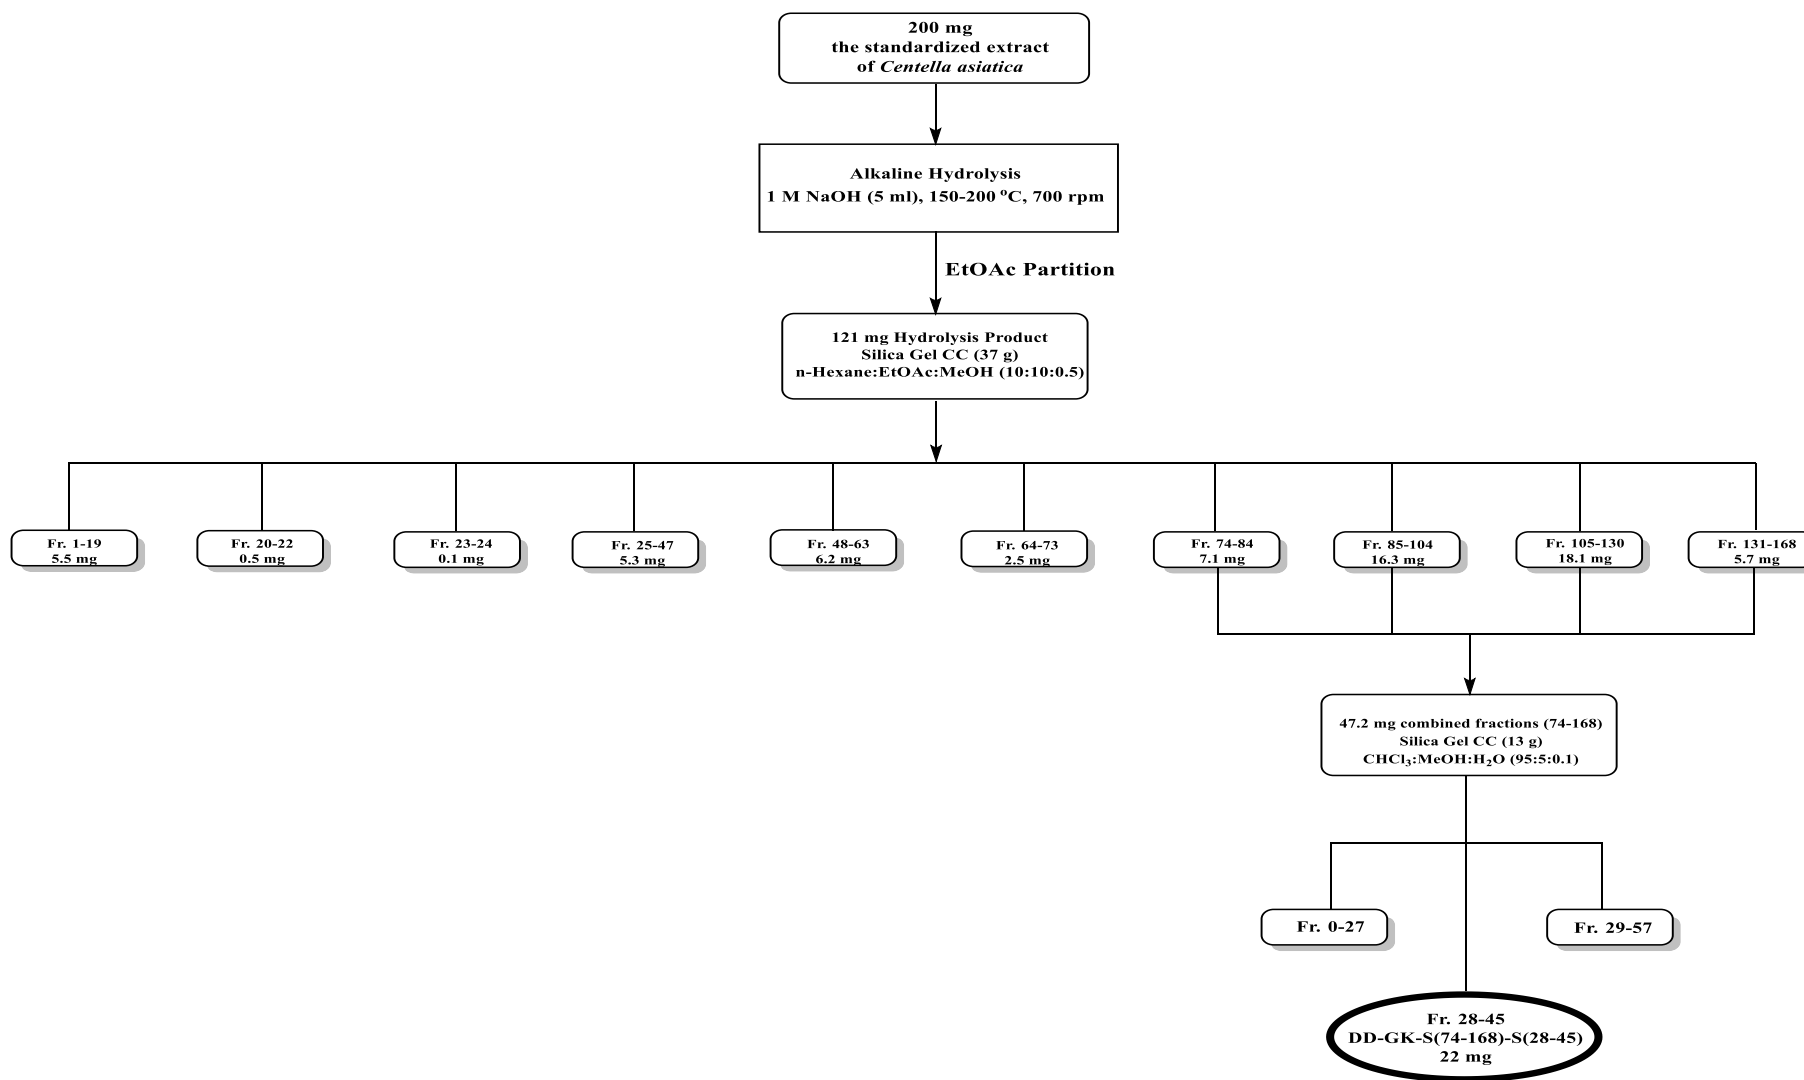 200 mg
the standardized extract
of Centella asiatica
Alkaline Hydrolysis
1 M NaOH (5 ml), 150-200 °C, 700 rpm
EtOAc Partition
121 mg Hydrolysis Product
Silica Gel CC (37 g)
n-Hexane:EtOAc:MeOH (10:10:0.5)
Fr. 1-19
5.5 mg
Fr. 20-22
0.5 mg
Fr. 23-24
0.1 mg
Fr. 25-47
5.3 mg
Fr. 48-63
6.2 mg
Fr. 64-73
2.5 mg
Fr. 74-84
7.1 mg
Fr. 85-104
16.3 mg
Fr. 105-130
18.1 mg
Fr. 131-168
5.7 mg
47.2 mg combined fractions (74-168)
Silica Gel CC (13 g)
CHCl₃:MeOH:H₂O (95:5:0.1)
Fr. 0-27
Fr. 29-57
Fr. 28-45
DD-GK-S(74-168)-S(28-45)
22 mg